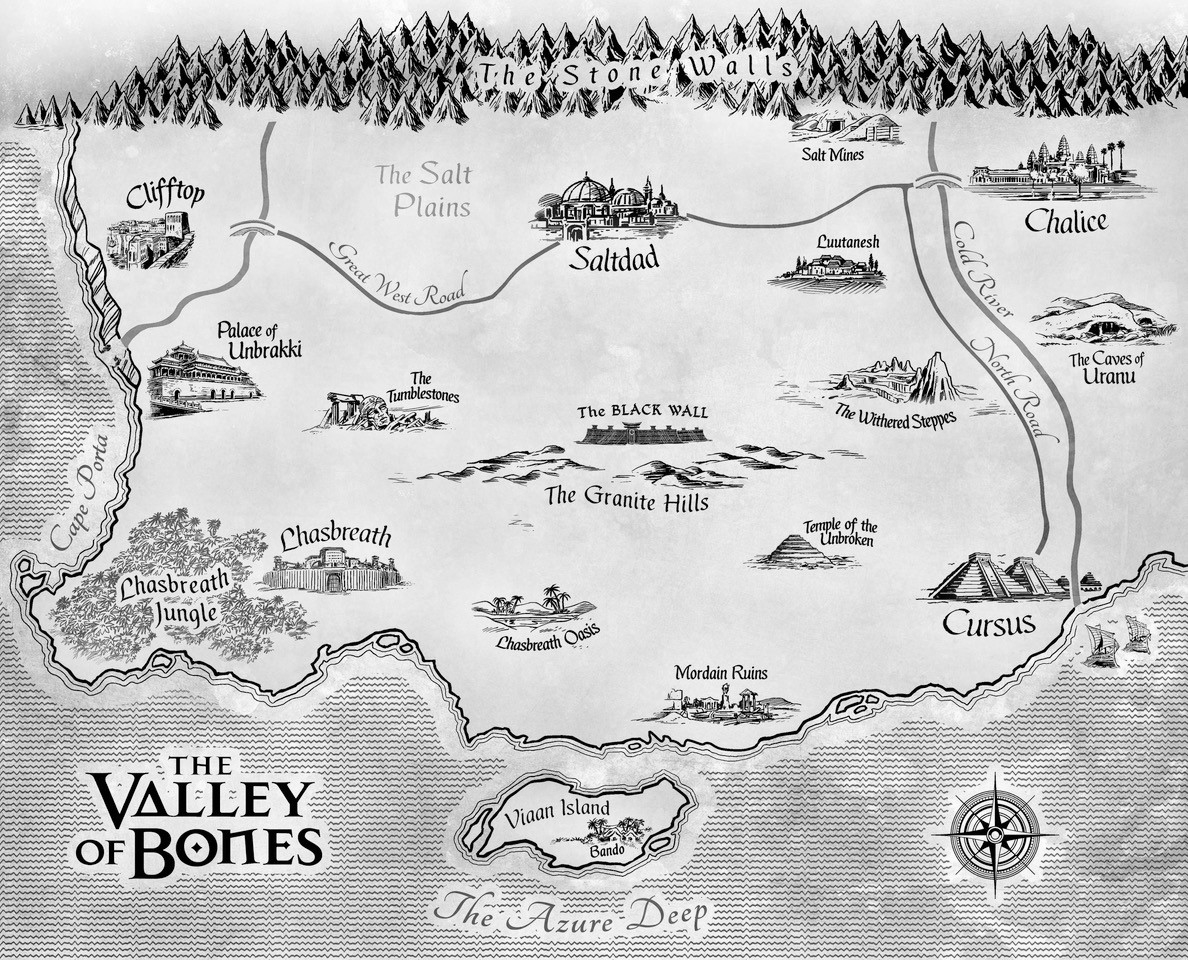 The Stone Walls
Salt Mines
Clifftop
The Salt
Plains
Saltdad
Chalice
Luutanesh
Great West Road
Cold River
Palace of
Unbrakki
The Caves of
Uranu
North Road
The
Tumblestones
The BLACK WALL
The Withered Steppes
Cape Porta
The Granite Hills
Lhasbreath
Temple of the
Unbroken
Lhasbreath
Jungle
Lhasbreath Oasis
Cursus
Mordain Ruins
THE
VALLEY
OF BONES
Viaan Island
Bando
The Azure Deep